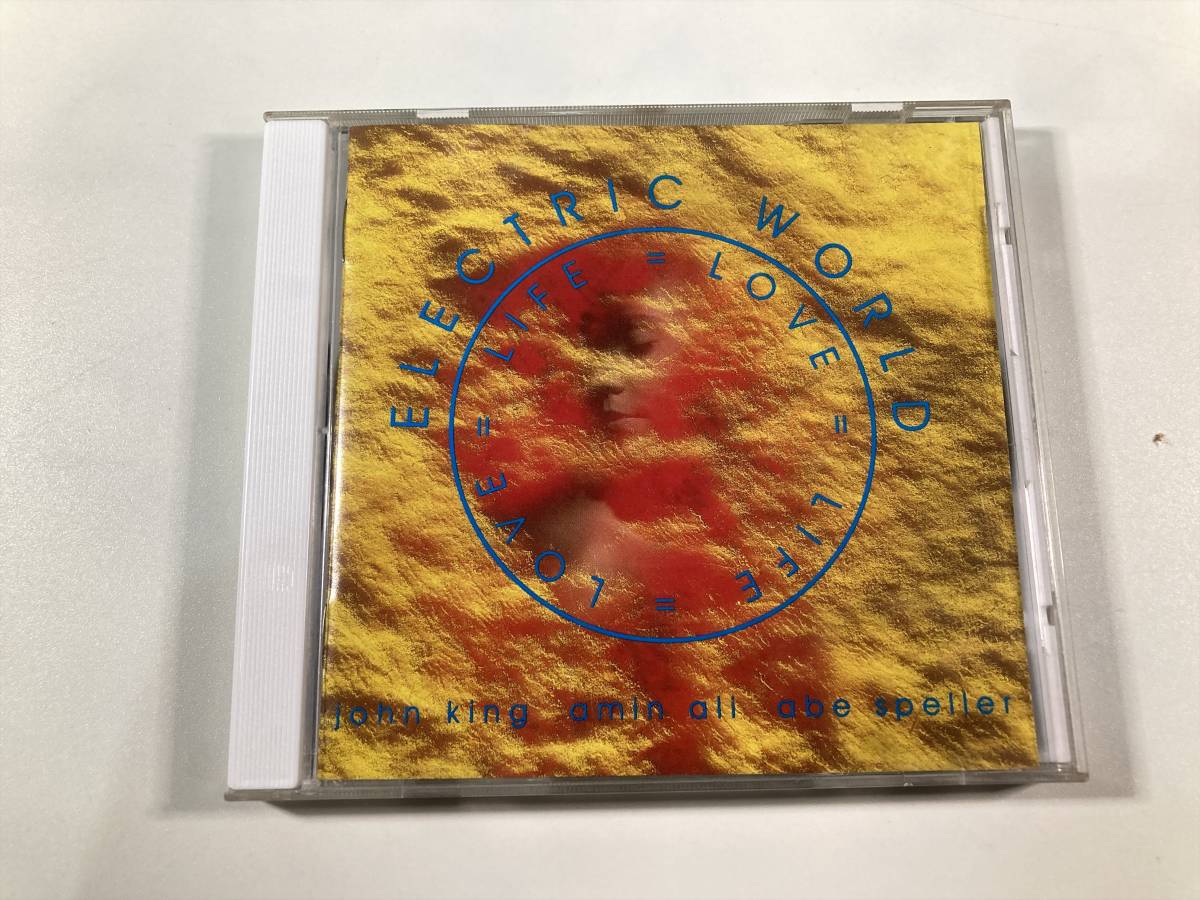 ELECTRIC WORLD
LIFE = LOVE = LIFE = LOVE =
john king amin ali abe speller